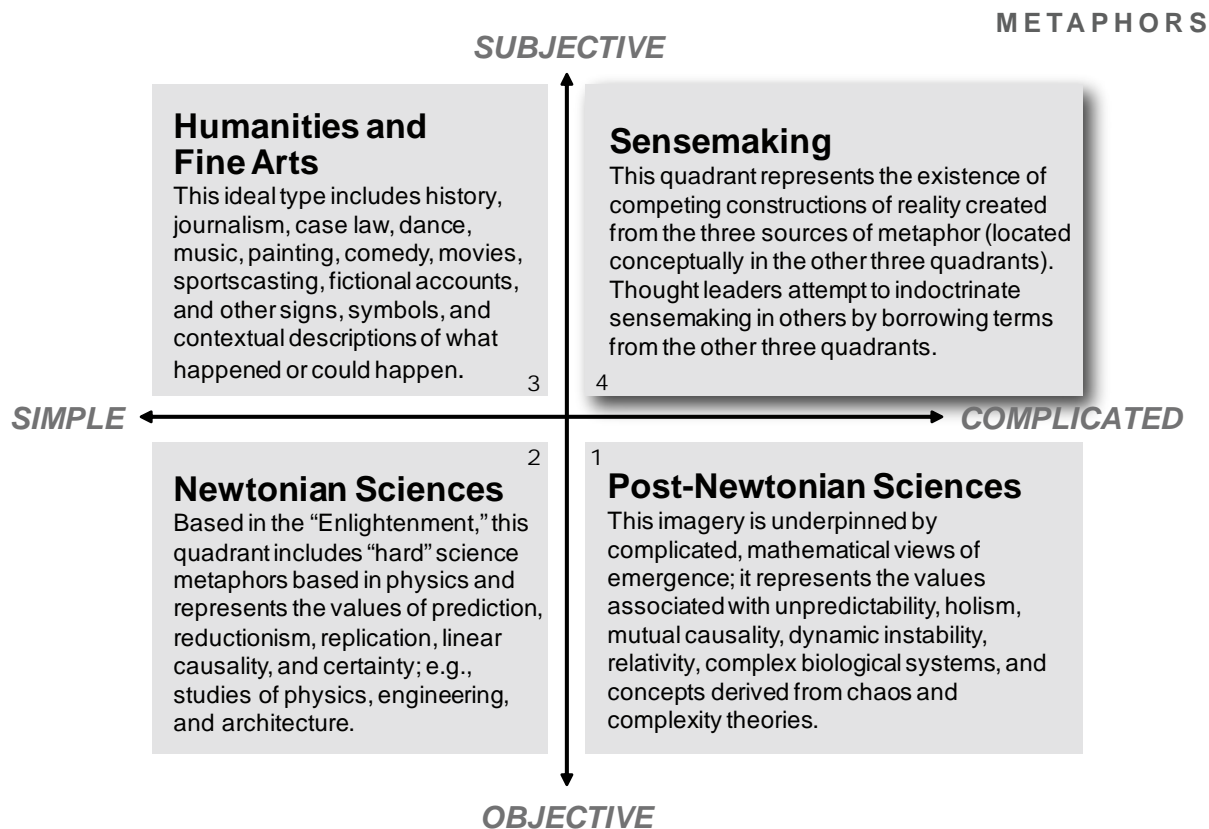 METAPHORS
SUBJECTIVE
Humanities and
Fine Arts
This ideal type includes history,
journalism, case law, dance,
music, painting, comedy, movies,
sportscasting, fictional accounts,
and other signs, symbols, and
contextual descriptions of what
happened or could happen.
3
Sensemaking
This quadrant represents the existence of
competing constructions of reality created
from the three sources of metaphor (located
conceptually in the other three quadrants).
Thought leaders attempt to indoctrinate
sensemaking in others by borrowing terms
from the other three quadrants.
4
SIMPLE
COMPLICATED
2
Newtonian Sciences
Based in the “Enlightenment,” this
quadrant includes “hard” science
metaphors based in physics and
represents the values of prediction,
reductionism, replication, linear
causality, and certainty; e.g.,
studies of physics, engineering,
and architecture.
1
Post-Newtonian Sciences
This imagery is underpinned by
complicated, mathematical views of
emergence; it represents the values
associated with unpredictability, holism,
mutual causality, dynamic instability,
relativity, complex biological systems, and
concepts derived from chaos and
complexity theories.
OBJECTIVE